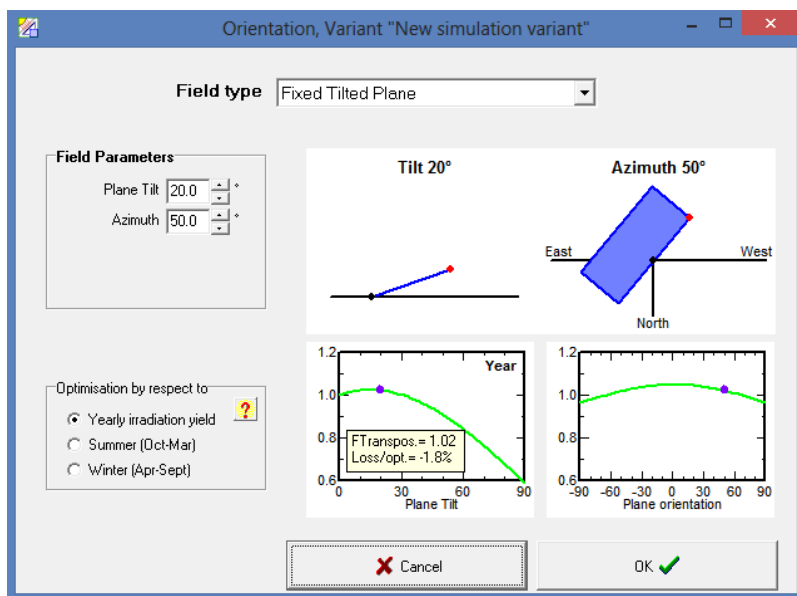 Orientation, Variant "New simulation variant"
Field type
Fixed Tilted Plane
Field Parameters
Plane Tilt 20.0 °
Azimuth 50.0 °
Tilt 20°
Azimuth 50°
East
West
North
Optimisation by respect to
Yearly irradiation yield
?
Summer (Oct-Mar)
Winter (Apr-Sept)
Year
1.2
1.0
0.8
0.6
FTranspos.= 1.02
Loss/opt.= -1.8%
0 30 60 90
Plane Tilt
1.2
1.0
0.8
0.6
-90 -60 -30 0 30 60 90
Plane orientation
Cancel
OK